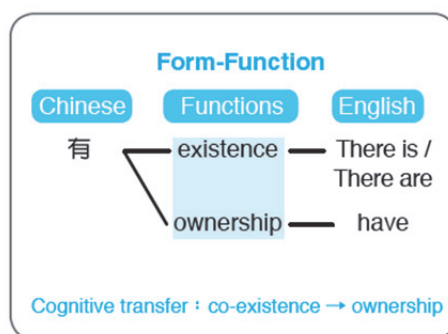 Form-Function
Chinese Functions English
有 existence There is /
There are
ownership have
Cognitive transfer : co-existence → ownership